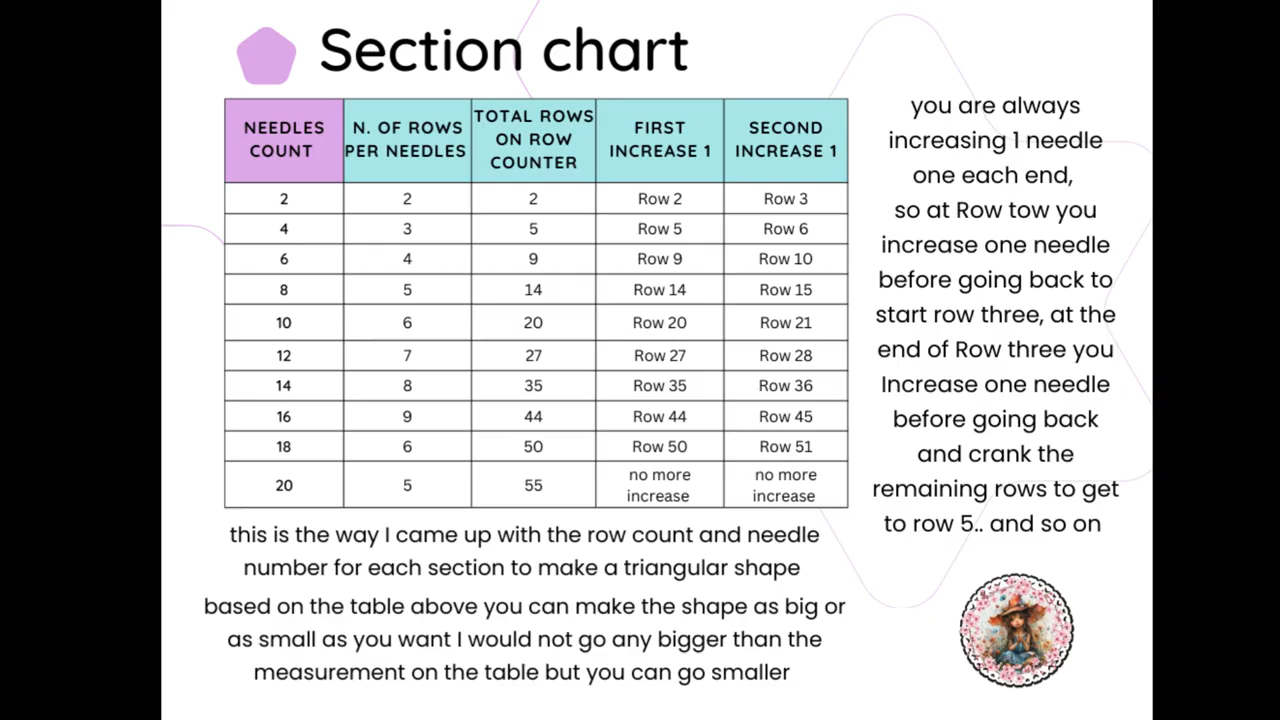 Section chart
NEEDLES COUNT N. OF ROWS PER NEEDLES TOTAL ROWS ON ROW COUNTER FIRST INCREASE 1 SECOND INCREASE 1
2 2 2 Row 2 Row 3
4 3 5 Row 5 Row 6
6 4 9 Row 9 Row 10
8 5 14 Row 14 Row 15
10 6 20 Row 20 Row 21
12 7 27 Row 27 Row 28
14 8 35 Row 35 Row 36
16 9 44 Row 44 Row 45
18 6 50 Row 50 Row 51
20 5 55 no more increase no more increase
this is the way I came up with the row count and needle
number for each section to make a triangular shape
based on the table above you can make the shape as big or
as small as you want I would not go any bigger than the
measurement on the table but you can go smaller
you are always
increasing 1 needle
one each end,
so at Row tow you
increase one needle
before going back to
start row three, at the
end of Row three you
Increase one needle
before going back
and crank the
remaining rows to get
to row 5.. and so on